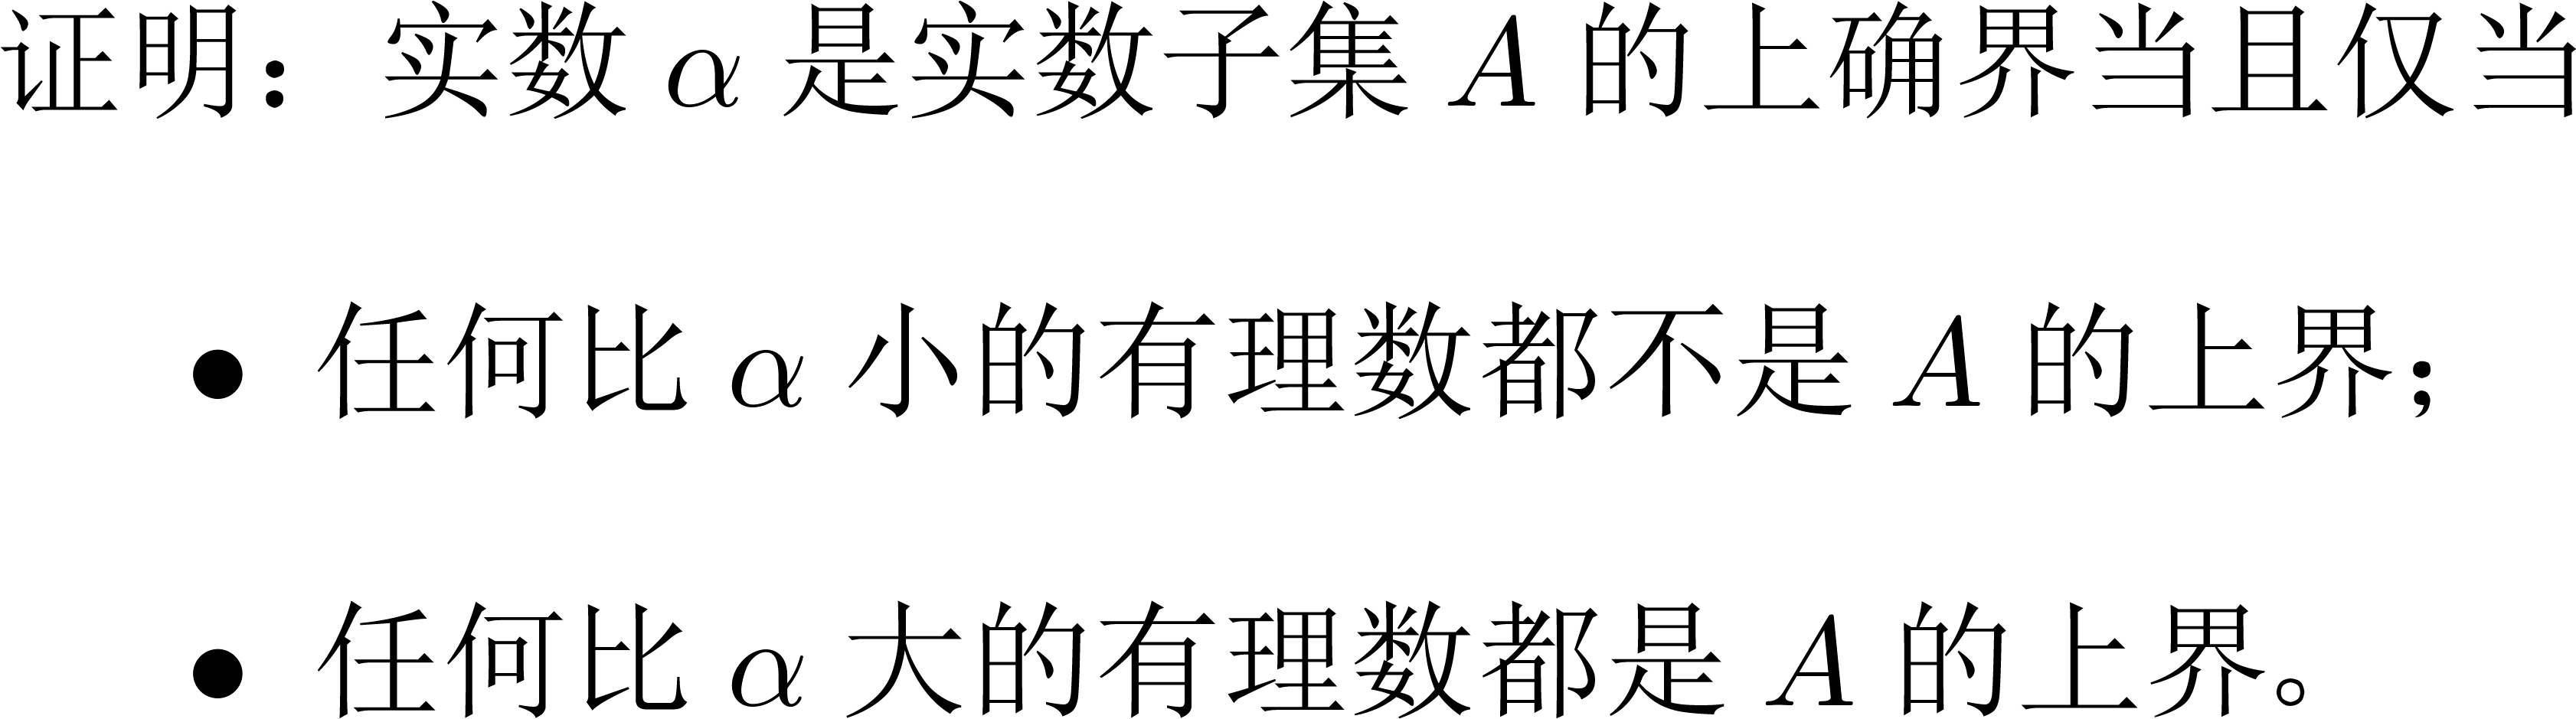 证明：实数 α 是实数子集 A 的上确界当且仅当
• 任何比 α 小的有理数都不是 A 的上界；
• 任何比 α 大的有理数都是 A 的上界。